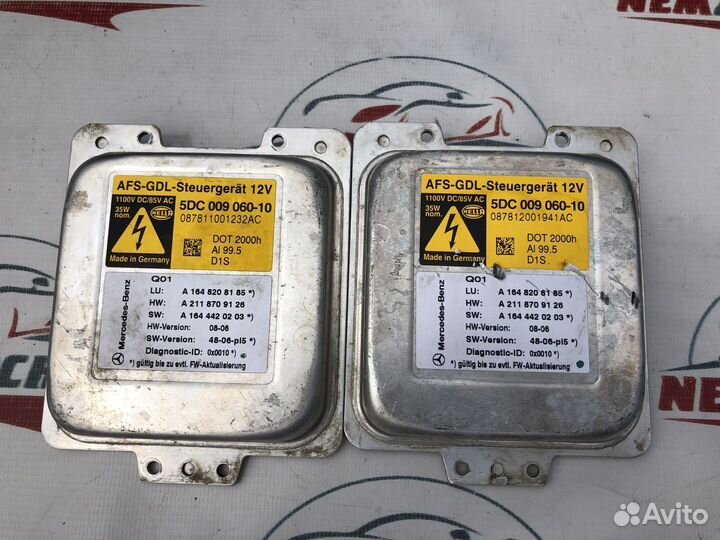 NEM
NEMA
AFS-GDL-Steuergerät 12V
1100V DC/85V AC
35W
nom.
HELLA
5DC 009 060-10
087811001232AC
DOT 2000h
Al 99.5
D1S
Made in Germany
Mercedes-Benz
Q01
LU: A 164 820 81 85 *)
HW: A 211 870 91 26
SW: A 164 442 02 03 *)
HW-Version: 08-06
SW-Version: 48-06-pl5 *)
Diagnostic-ID: 0x0010 *)
*) gültig bis zu evtl. FW-Aktualisierung
AFS-GDL-Steuergerät 12V
1100V DC/85V AC
35W
nom.
HELLA
5DC 009 060-10
087812001941AC
DOT 2000h
Al 99.5
D1S
Made in Germany
Mercedes-Benz
Q01
LU: A 164 820 81 85 *)
HW: A 211 870 91 26
SW: A 164 442 02 03 *)
HW-Version: 08-06
SW-Version: 48-06-pl5 *)
Diagnostic-ID: 0x0010 *)
*) gültig bis zu evtl. FW-Aktualisierung
NEMA
Avito